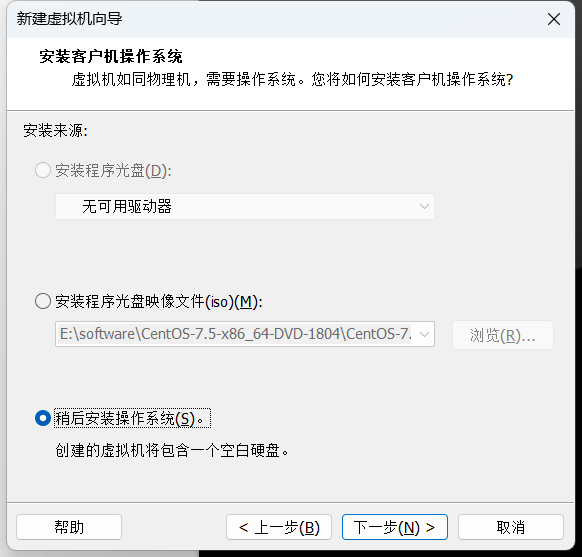 新建虚拟机向导
安装客户机操作系统
虚拟机如同物理机，需要操作系统。您将如何安装客户机操作系统?
安装来源:
安装程序光盘(D):
无可用驱动器
安装程序光盘映像文件(iso)(M):
E:\software\CentOS-7.5-x86_64-DVD-1804\CentOS-7.
浏览(R)...
稍后安装操作系统(S)。
创建的虚拟机将包含一个空白硬盘。
帮助
< 上一步(B)
下一步(N) >
取消